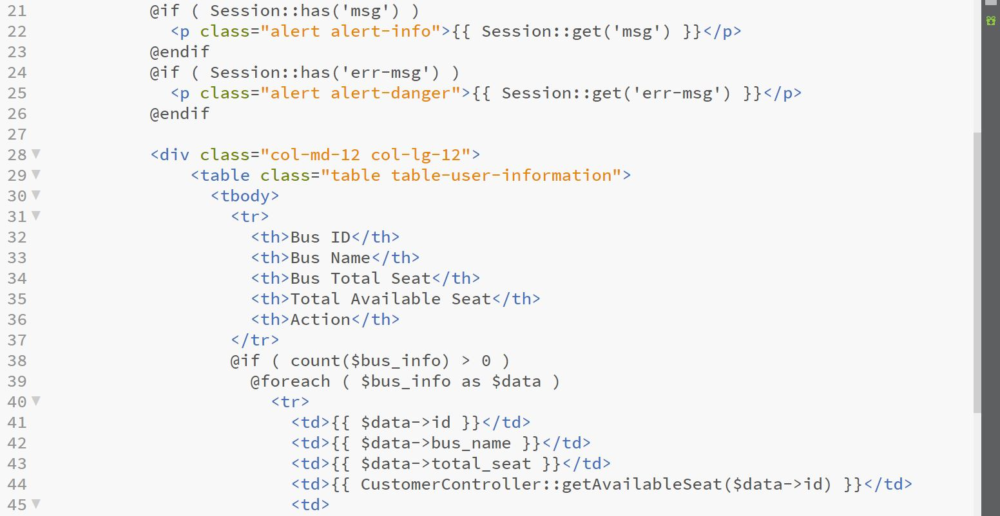 21 @if ( Session::has('msg') )
22 <p class="alert alert-info">{{ Session::get('msg') }}</p>
23 @endif
24 @if ( Session::has('err-msg') )
25 <p class="alert alert-danger">{{ Session::get('err-msg') }}</p>
26 @endif
27
28 <div class="col-md-12 col-lg-12">
29 <table class="table table-user-information">
30 <tbody>
31 <tr>
32 <th>Bus ID</th>
33 <th>Bus Name</th>
34 <th>Bus Total Seat</th>
35 <th>Total Available Seat</th>
36 <th>Action</th>
37 </tr>
38 @if ( count($bus_info) > 0 )
39 @foreach ( $bus_info as $data )
40 <tr>
41 <td>{{ $data->id }}</td>
42 <td>{{ $data->bus_name }}</td>
43 <td>{{ $data->total_seat }}</td>
44 <td>{{ CustomerController::getAvailableSeat($data->id) }}</td>
45 <td>